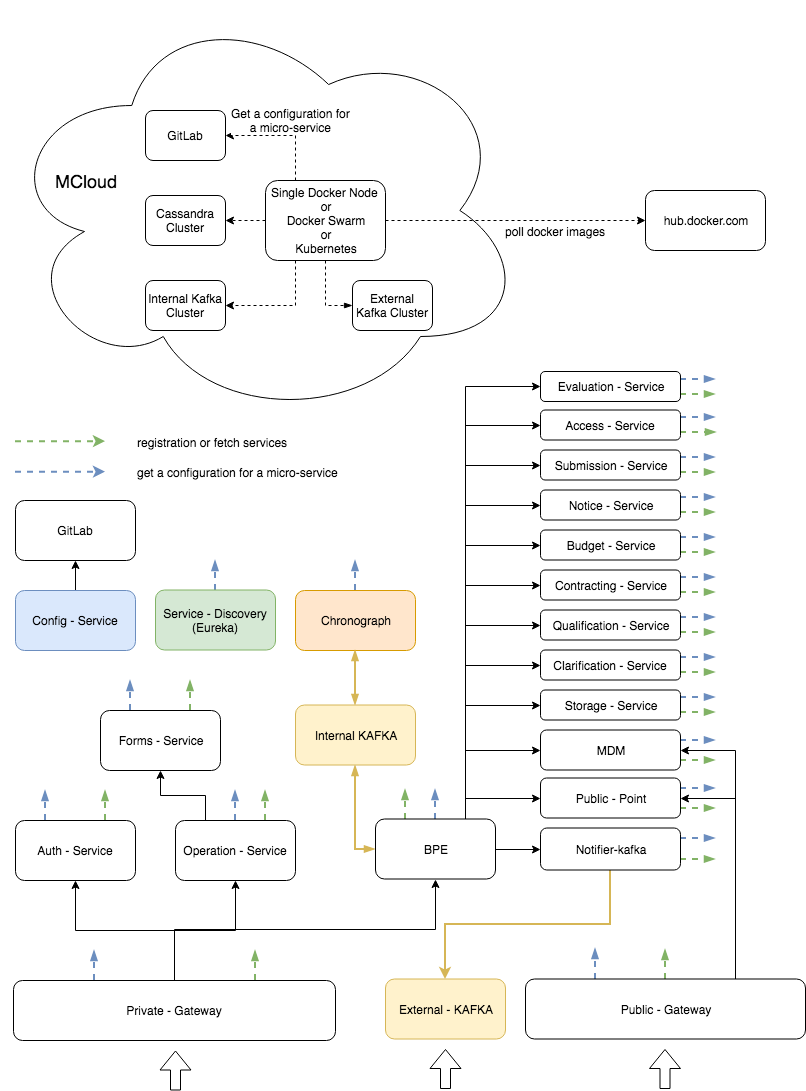 Get a configuration for
a micro-service
GitLab
MCloud
Single Docker Node
or
Docker Swarm
or
Kubernetes
Cassandra
Cluster
hub.docker.com
poll docker images
Internal Kafka
Cluster
External
Kafka Cluster
registration or fetch services
get a configuration for a micro-service
GitLab
Config - Service
Service - Discovery
(Eureka)
Chronograph
Forms - Service
Internal KAFKA
Auth - Service
Operation - Service
BPE
Evaluation - Service
Access - Service
Submission - Service
Notice - Service
Budget - Service
Contracting - Service
Qualification - Service
Clarification - Service
Storage - Service
MDM
Public - Point
Notifier-kafka
Private - Gateway
External - KAFKA
Public - Gateway